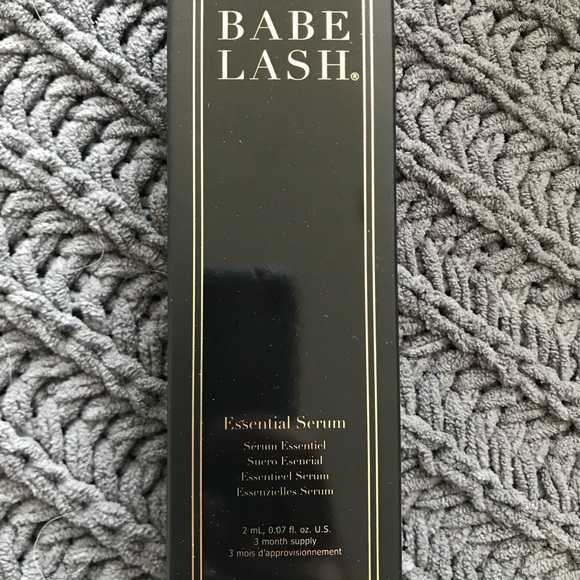 BABE
LASH®
Essential Serum
Sérum Essentiel
Suero Esencial
Essentieel Serum
Essenzielles Serum
2 mL, 0.07 fl. oz. U.S.
3 month supply
3 mois d'approvisionnement